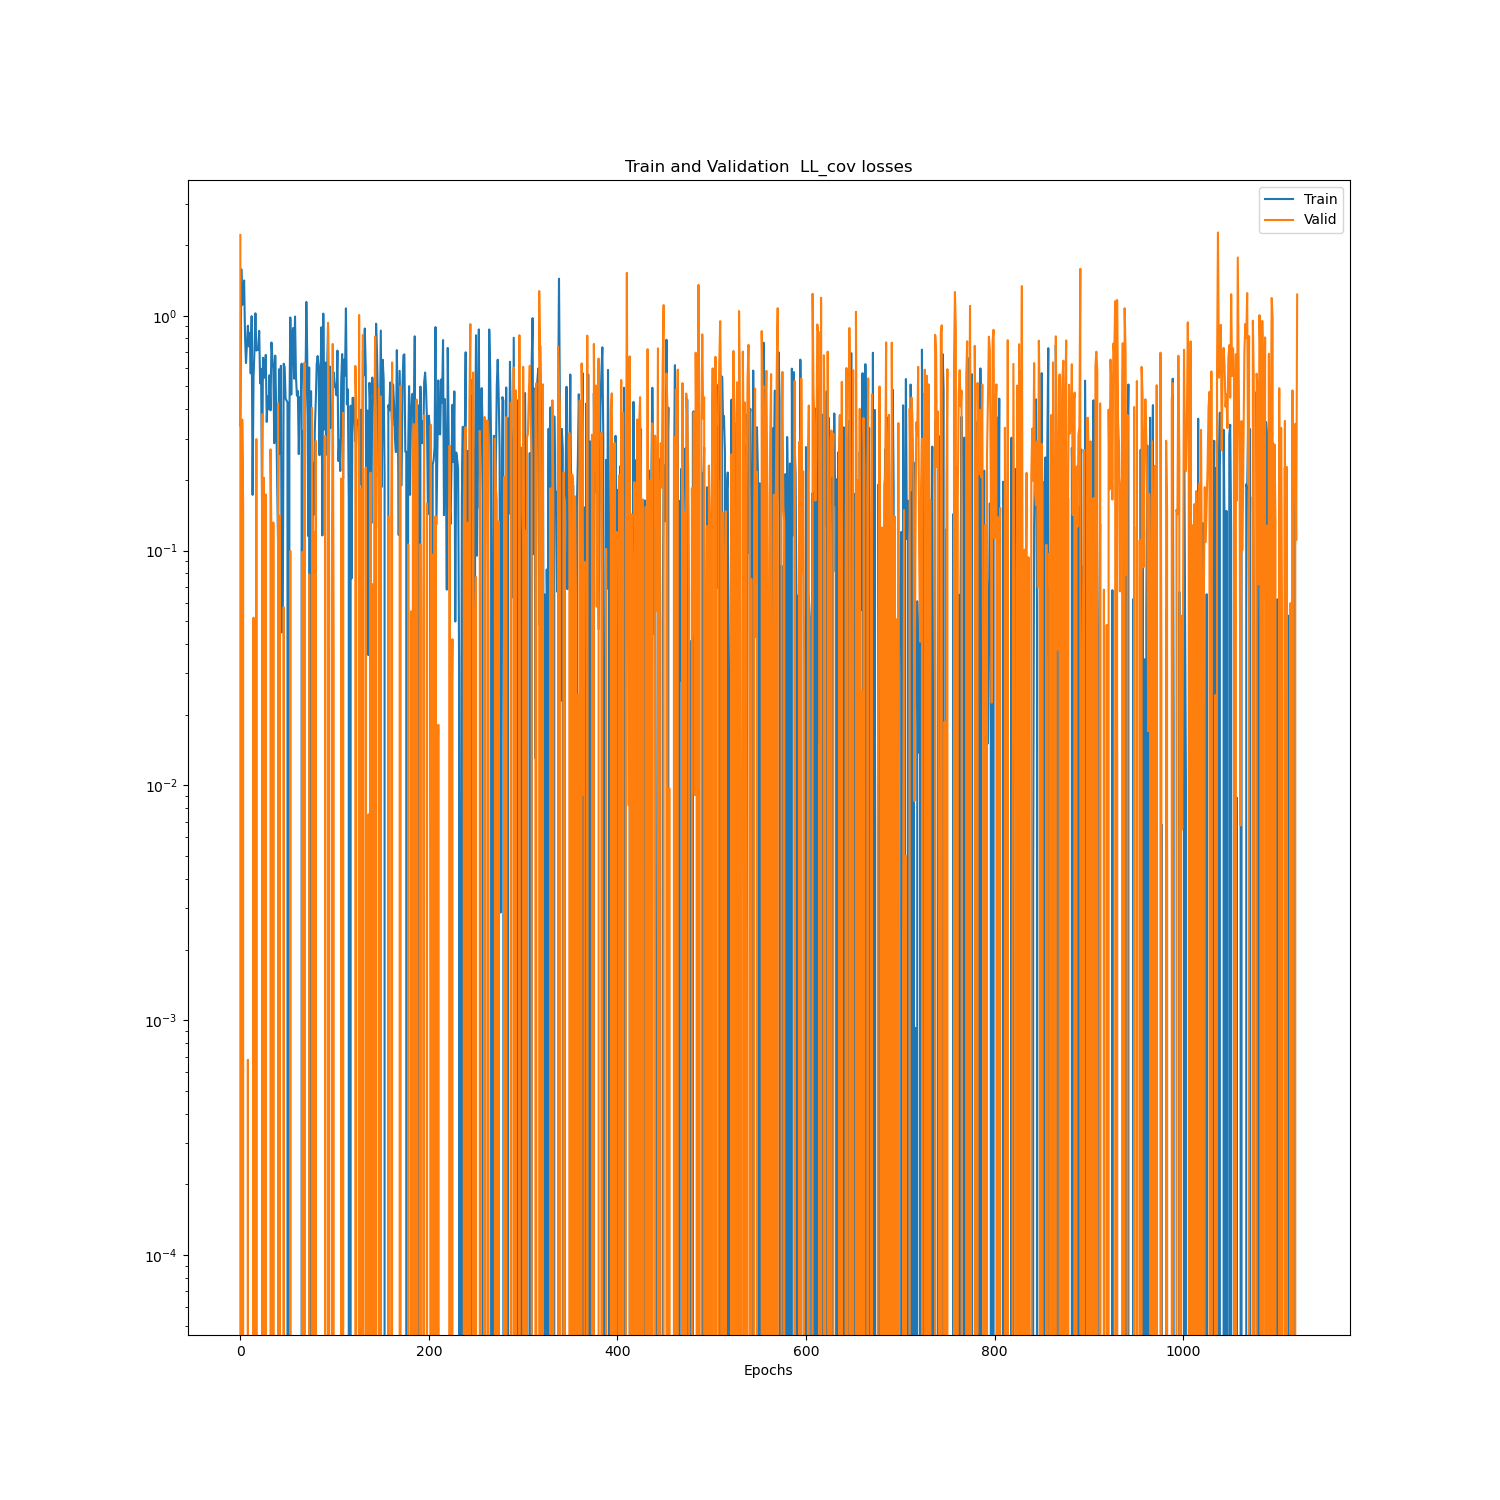 Train and Validation  LL_cov losses
Train
Valid
10⁰
10⁻¹
10⁻²
10⁻³
10⁻⁴
0 200 400 600 800 1000
Epochs